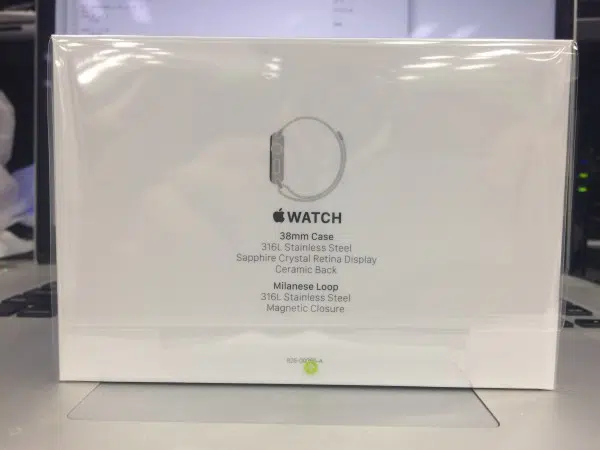 WATCH
38mm Case
316L Stainless Steel
Sapphire Crystal Retina Display
Ceramic Back
Milanese Loop
316L Stainless Steel
Magnetic Closure